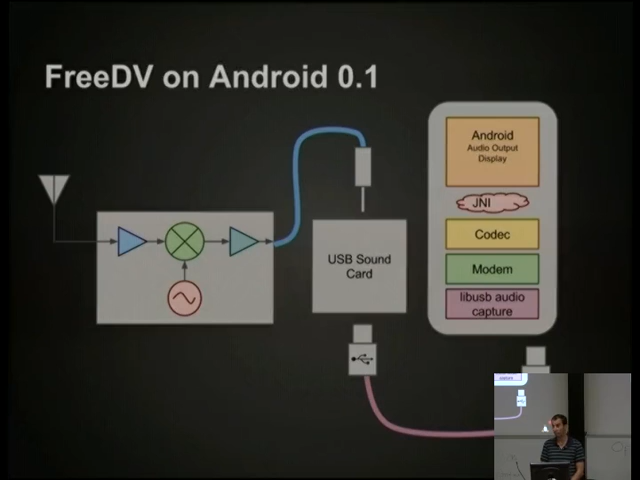 FreeDV on Android 0.1
Android
Audio Output
Display
JNI
Codec
Modem
libusb audio
capture
USB Sound
Card